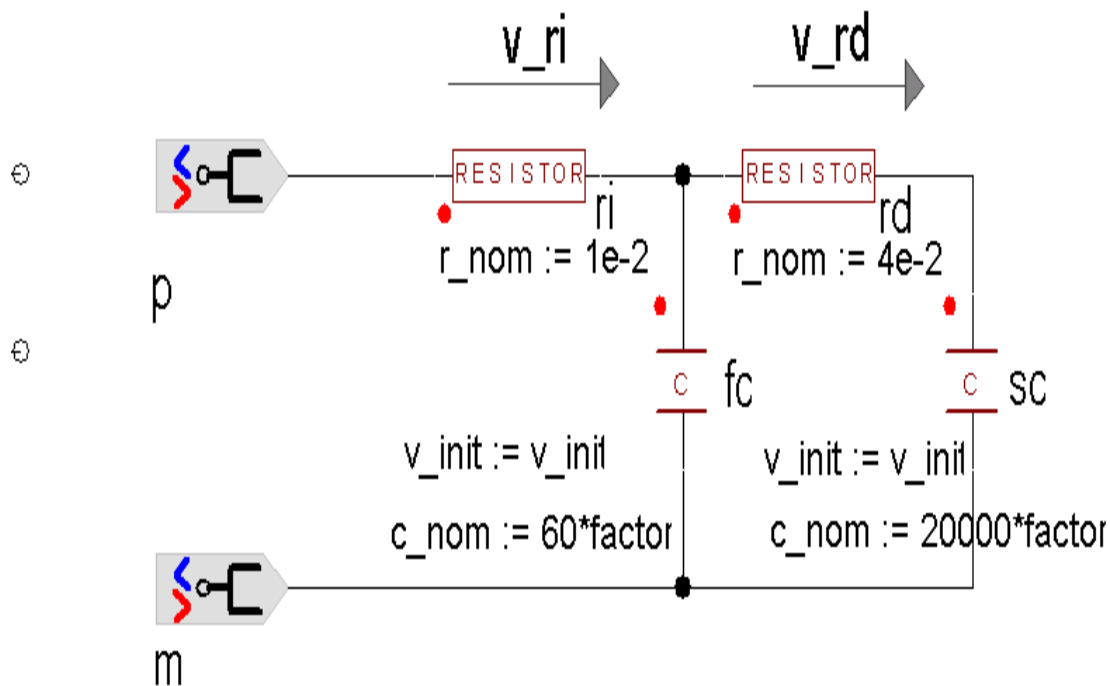 v_ri
v_rd
RESISTOR
RESISTOR
ri
rd
r_nom := 1e-2
r_nom := 4e-2
p
C
fc
C
sc
v_init := v_init
v_init := v_init
c_nom := 60*factor
c_nom := 20000*factor
m